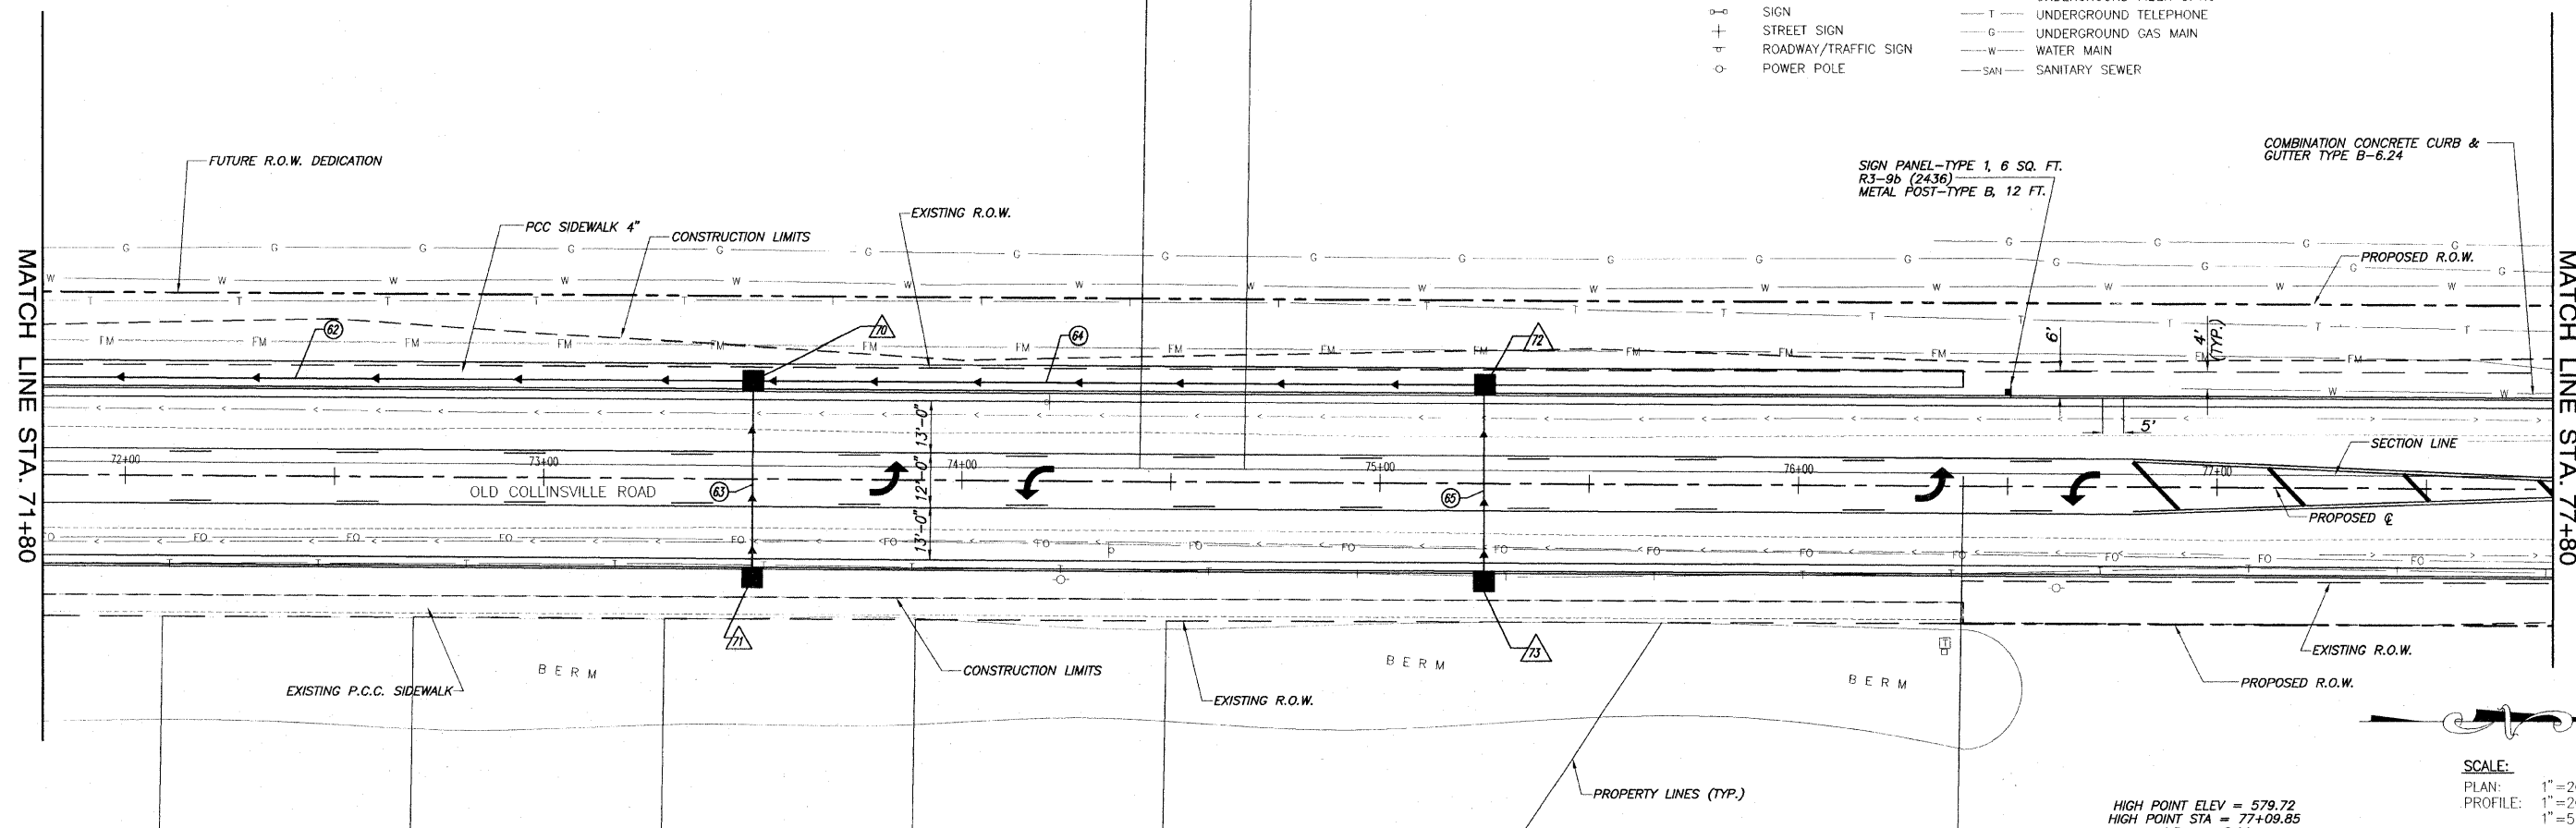 SIGN
STREET SIGN
ROADWAY/TRAFFIC SIGN
POWER POLE
T UNDERGROUND TELEPHONE
G UNDERGROUND GAS MAIN
W WATER MAIN
SAN SANITARY SEWER
COMBINATION CONCRETE CURB &
GUTTER TYPE B-6.24
SIGN PANEL-TYPE 1, 6 SQ. FT.
R3-9b (2436)
METAL POST-TYPE B, 12 FT.
FUTURE R.O.W. DEDICATION
PCC SIDEWALK 4"
CONSTRUCTION LIMITS
EXISTING R.O.W.
PROPOSED R.O.W.
MATCH LINE STA. 71+80
MATCH LINE STA. 77+80
62
70
64
72
6'
4'
(TYP.)
5'
SECTION LINE
72+00
73+00
74+00
75+00
76+00
77+00
OLD COLLINSVILLE ROAD
63
13'-0"
12'-0"
13'-0"
65
PROPOSED ℄
71
73
BERM
BERM
BERM
T
EXISTING P.C.C. SIDEWALK
CONSTRUCTION LIMITS
EXISTING R.O.W.
EXISTING R.O.W.
PROPOSED R.O.W.
PROPERTY LINES (TYP.)
SCALE:
PLAN:
PROFILE:
HIGH POINT ELEV = 579.72
HIGH POINT STA = 77+09.85